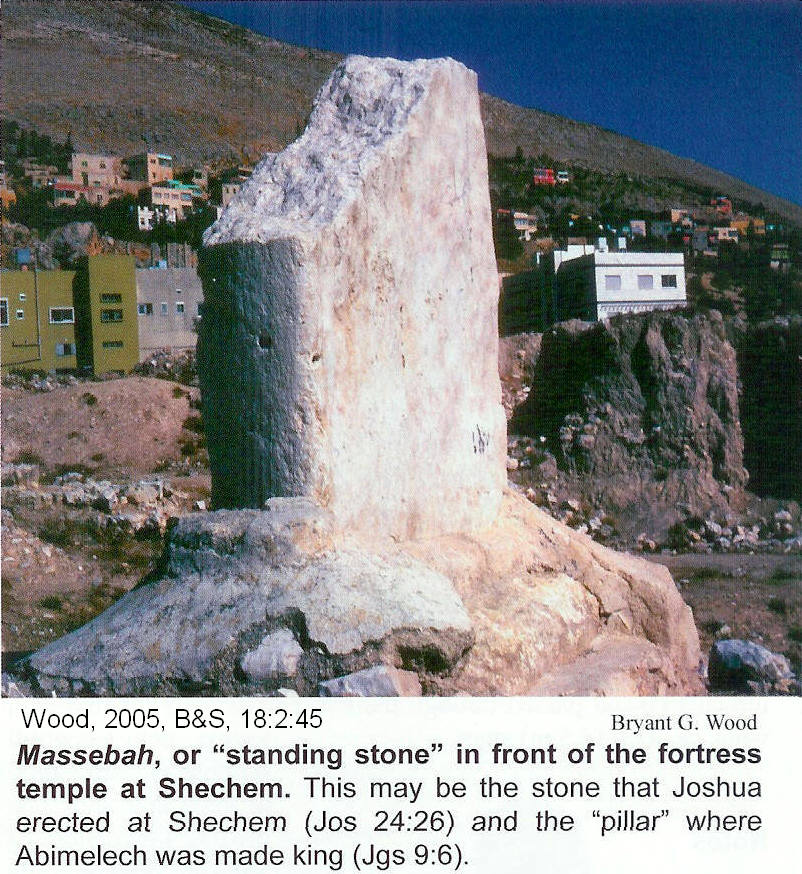 Wood, 2005, B&S, 18:2:45
Bryant G. Wood
Massebah, or “standing stone” in front of the fortress
temple at Shechem. This may be the stone that Joshua
erected at Shechem (Jos 24:26) and the “pillar” where
Abimelech was made king (Jgs 9:6).